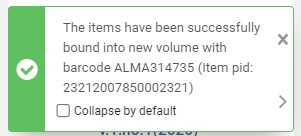 The items have been successfully
bound into new volume with
barcode ALMA314735 (Item pid:
23212007850002321)
Collapse by default